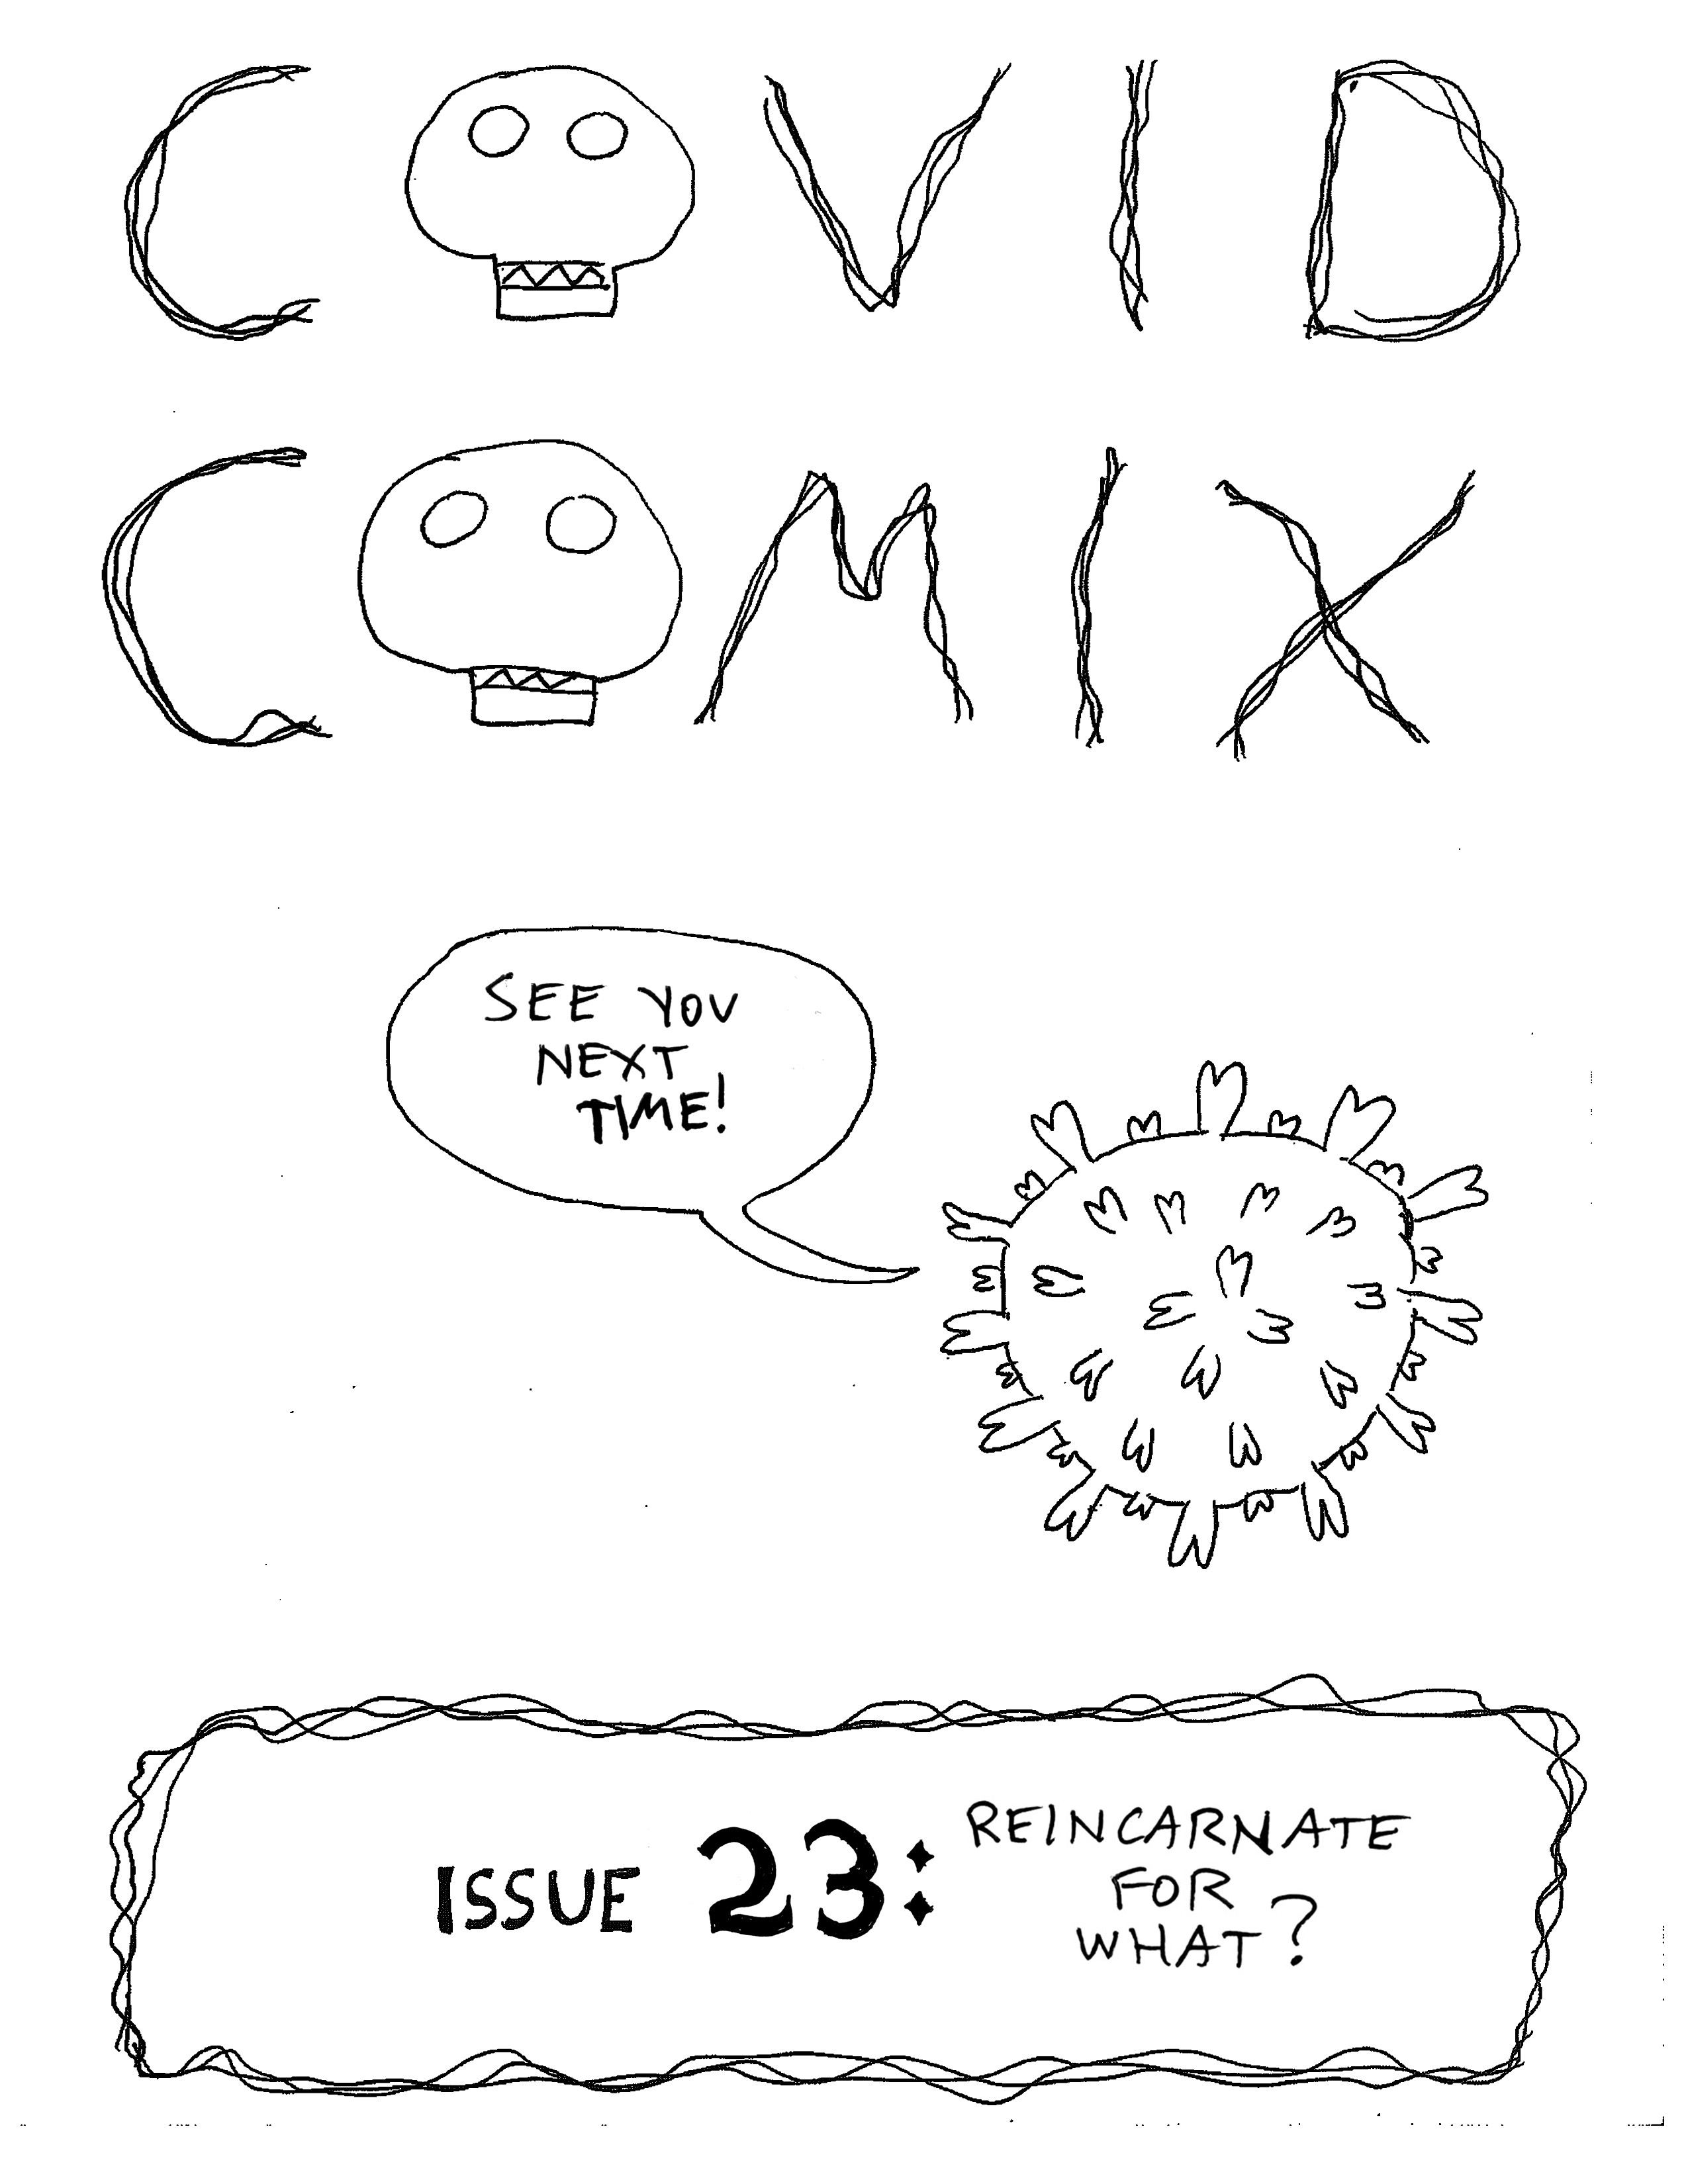 COVID
COMIX
SEE YOU
NEXT
TIME!
ISSUE 23:
REINCARNATE
FOR
WHAT?